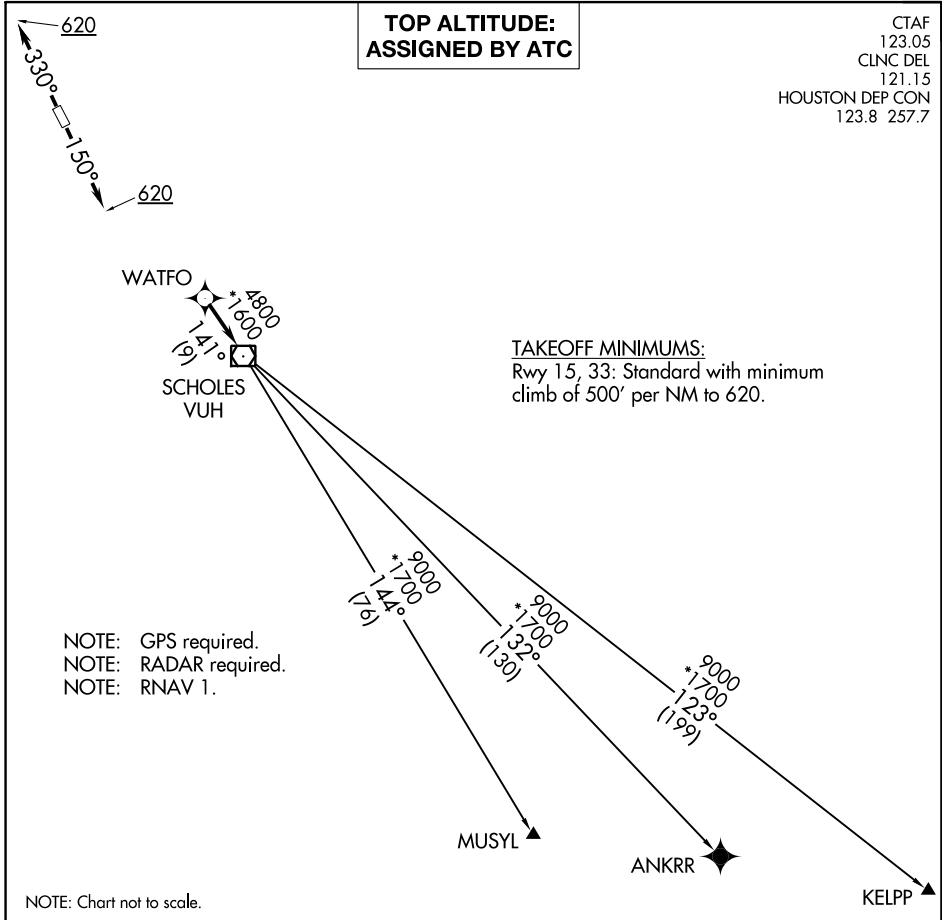 TOP ALTITUDE:
ASSIGNED BY ATC
CTAF
123.05
CLNC DEL
121.15
HOUSTON DEP CON
123.8 257.7
620
330°
150°
620
WATFO
4800
*1600
141°
(9)
SCHOLES
VUH
TAKEOFF MINIMUMS:
Rwy 15, 33: Standard with minimum
climb of 500' per NM to 620.
9000
*1700
144°
(76)
9000
*1700
132°
(130)
9000
*1700
123°
(199)
NOTE: GPS required.
NOTE: RADAR required.
NOTE: RNAV 1.
MUSYL
ANKRR
KELPP
NOTE: Chart not to scale.